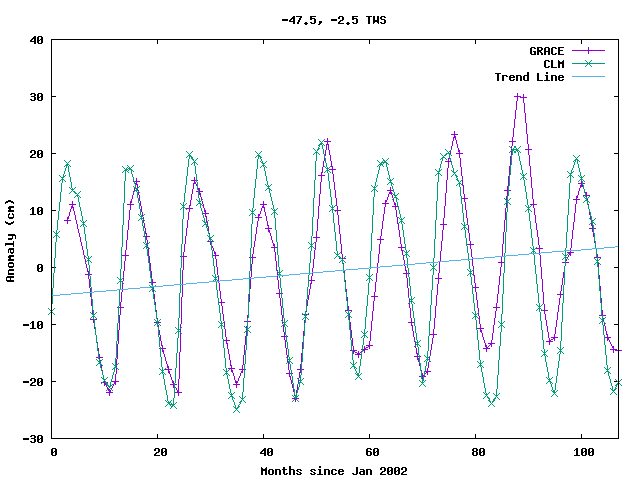 -47.5, -2.5 TWS
GRACE
CLM
Trend Line
40
30
20
10
0
-10
-20
-30
Anomaly (cm)
0 20 40 60 80 100
Months since Jan 2002